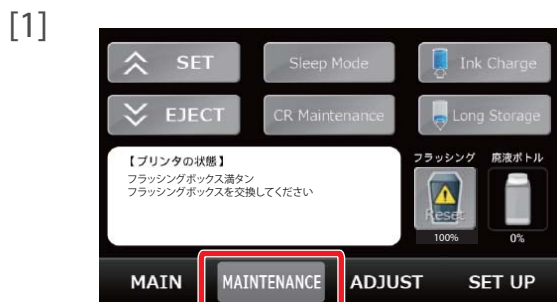 [1]
SET
Sleep Mode
Ink Charge
EJECT
CR Maintenance
Long Storage
【プリンタの状態】
フラッシングボックス満タン
フラッシングボックスを交換してください
フラッシング
廃液ボトル
Reset
100%
0%
MAIN
MAINTENANCE
ADJUST
SET UP